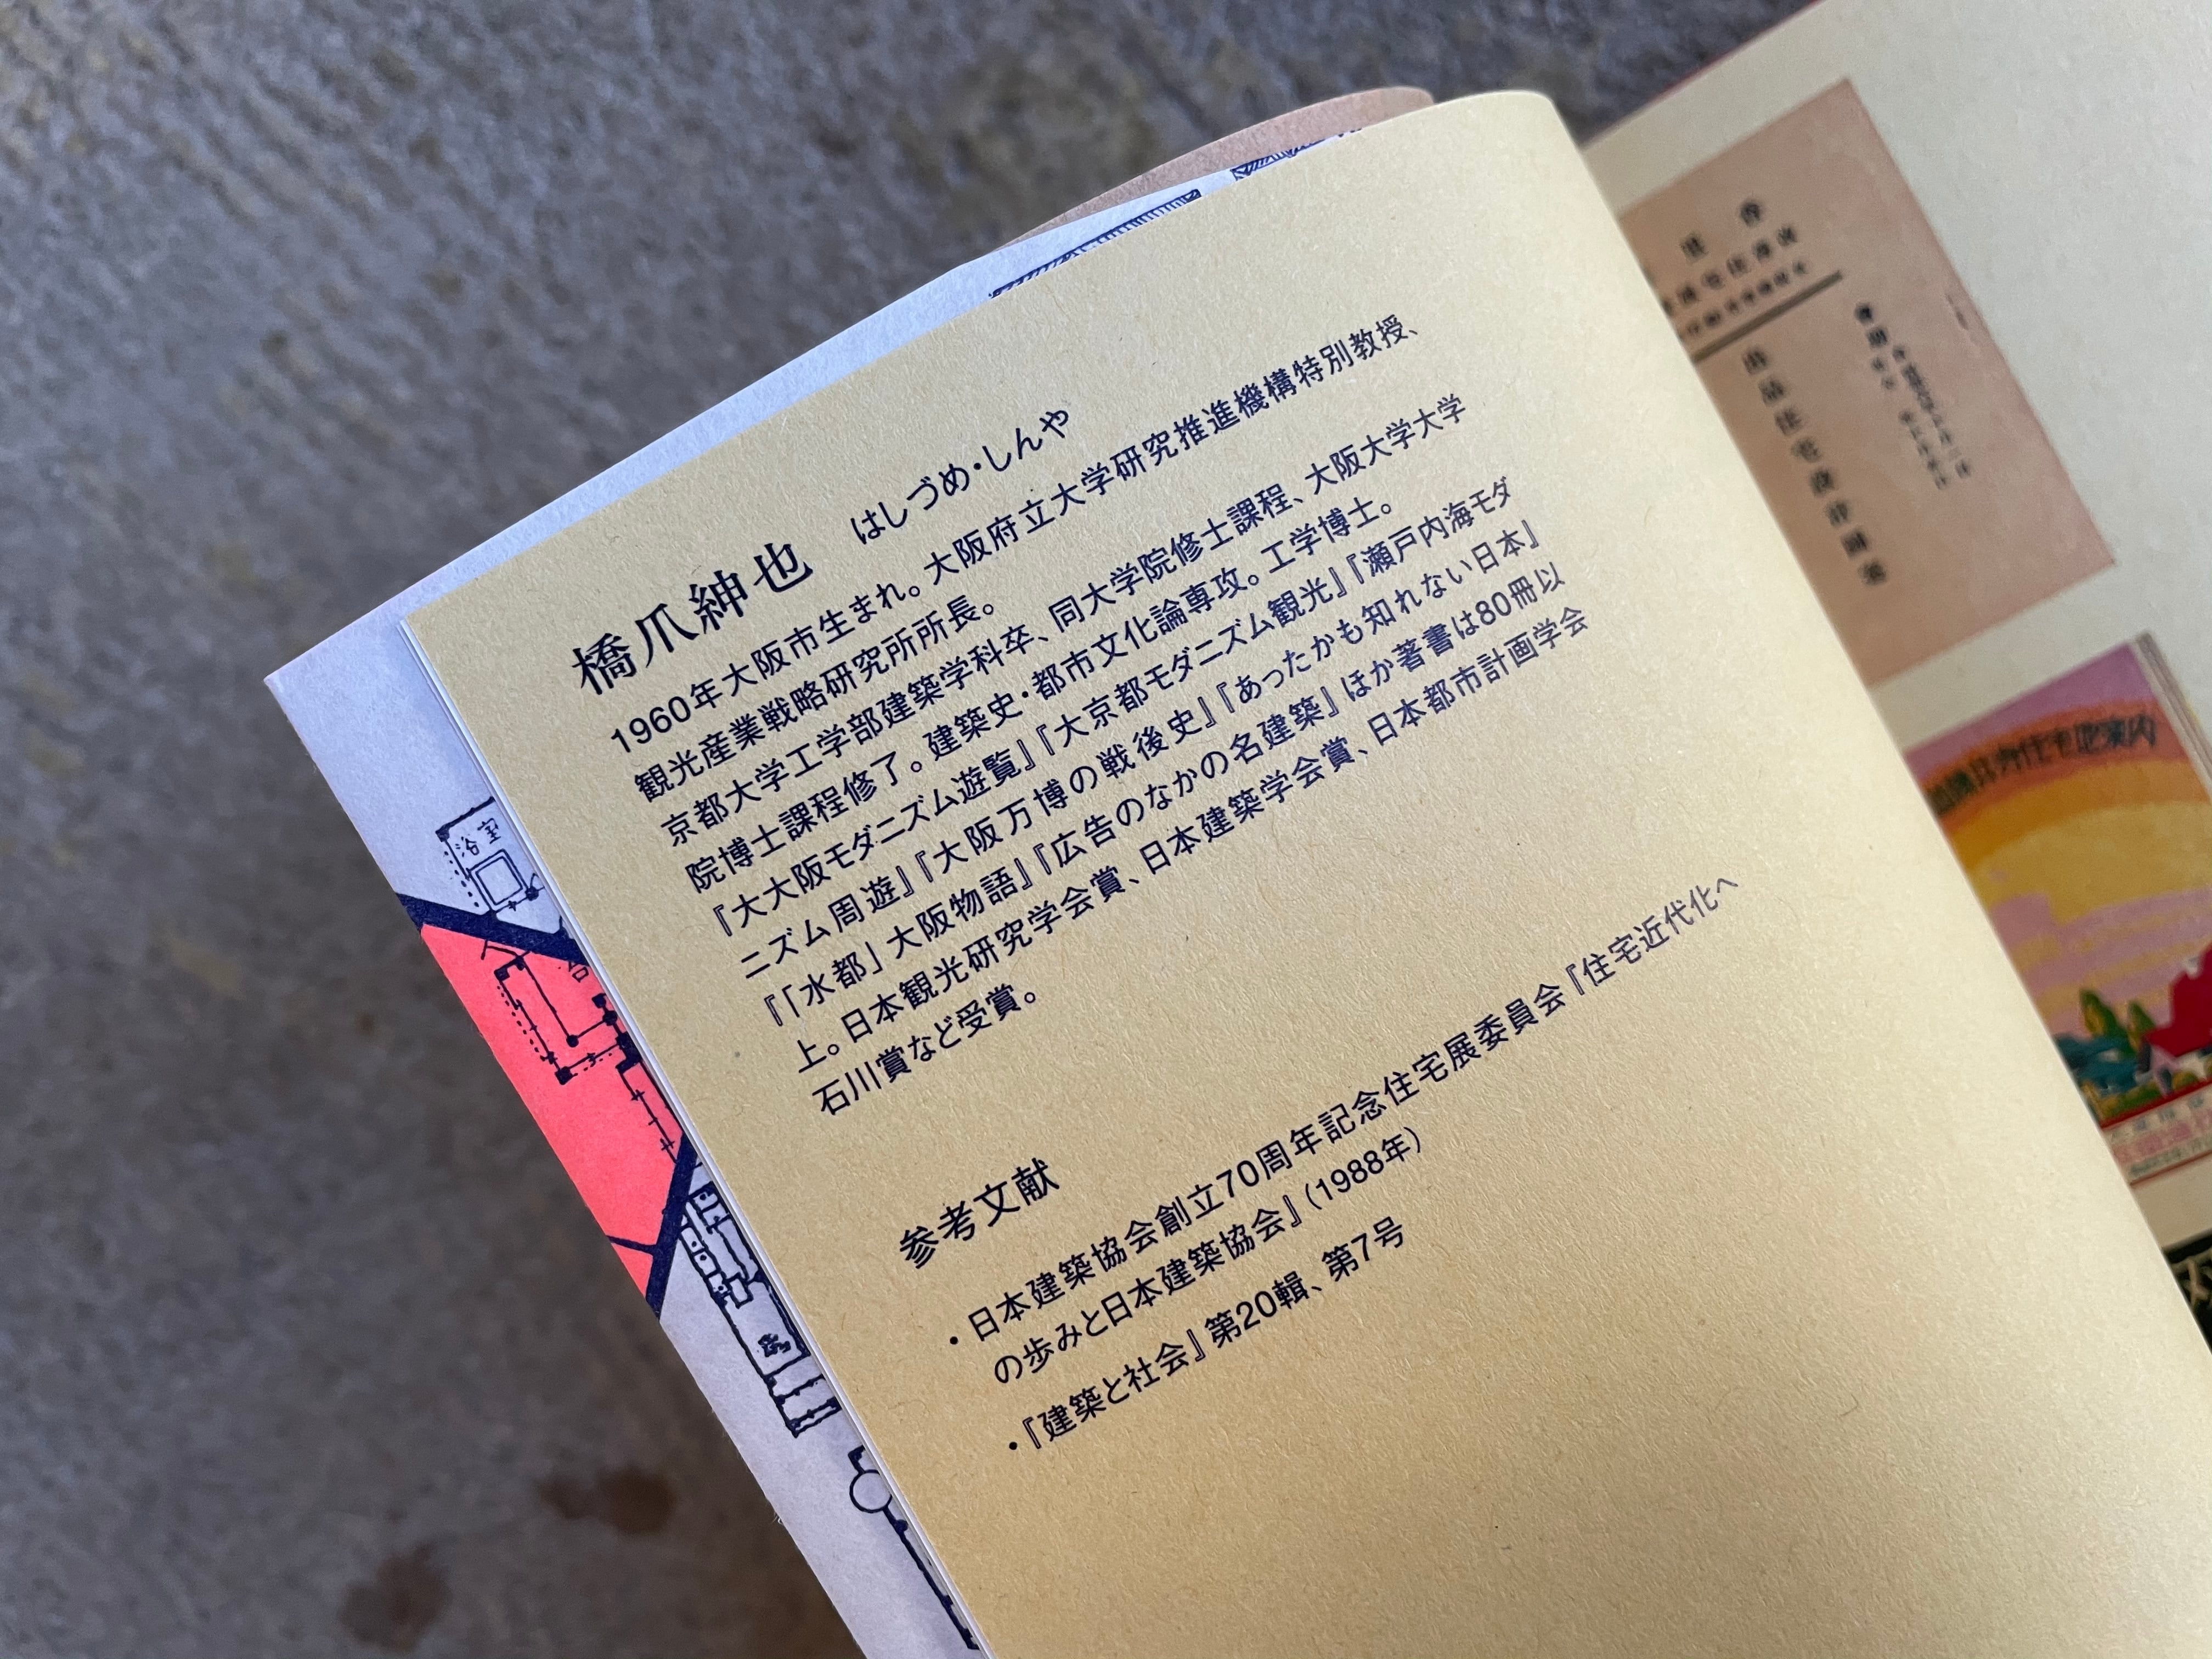 橋爪紳也 はしづめ・しんや
1960年大阪市生まれ。大阪府立大学研究推進機構特別教授、
観光産業戦略研究所所長。
京都大学工学部建築学科卒、同大学院修士課程、大阪大学大学
院博士課程修了。建築史・都市文化論専攻。工学博士。
『大大阪モダニズム遊覧』『大京都モダニズム観光』『瀬戸内海モダ
ニズム周遊』『大阪万博の戦後史』『あったかも知れない日本』
『「水都」大阪物語』『広告のなかの名建築』ほか著書は80冊以
上。日本観光研究学会賞、日本建築学会賞、日本都市計画学会
石川賞など受賞。
参考文献
・日本建築協会創立70周年記念住宅展委員会『住宅近代化へ
の歩みと日本建築協会』（1988年）
・『建築と社会』第20輯、第7号
浴室